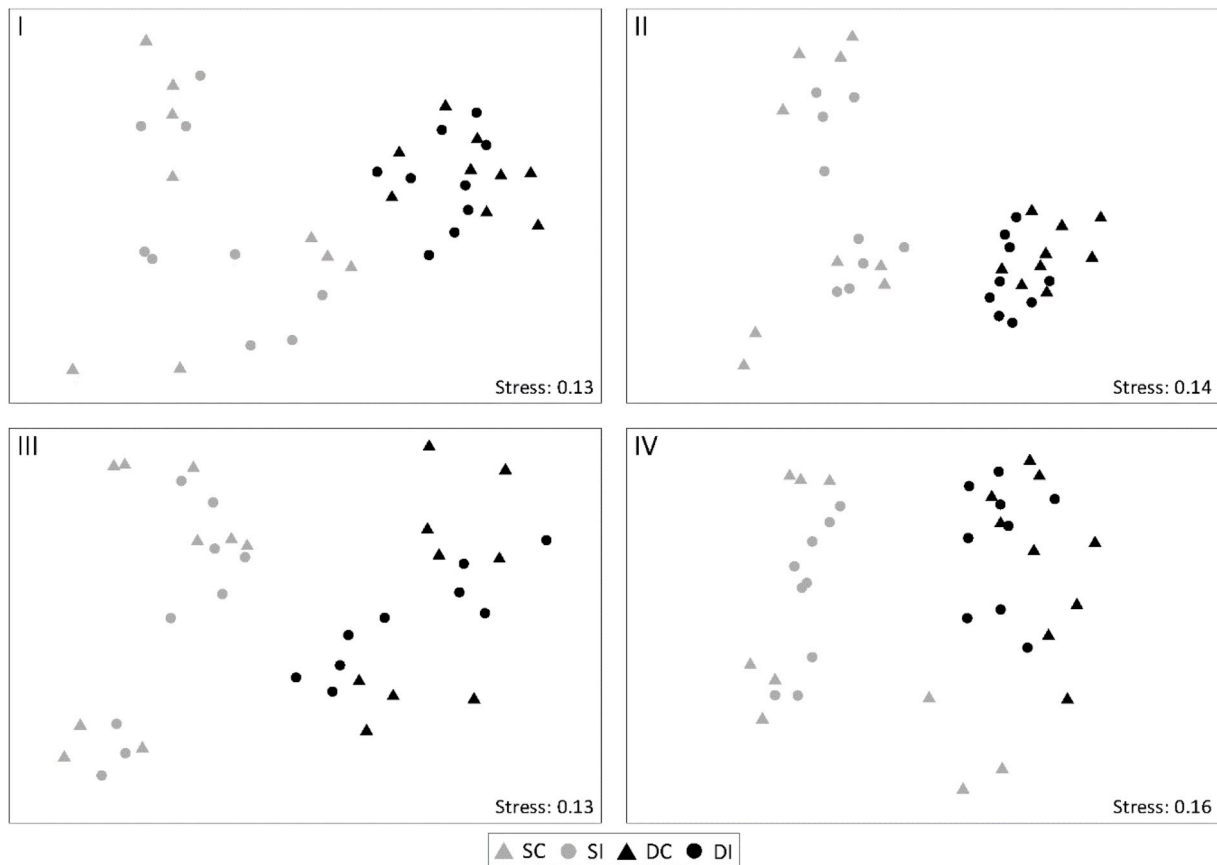 I
Stress: 0.13
II
Stress: 0.14
III
Stress: 0.13
IV
Stress: 0.16
SC SI DC DI